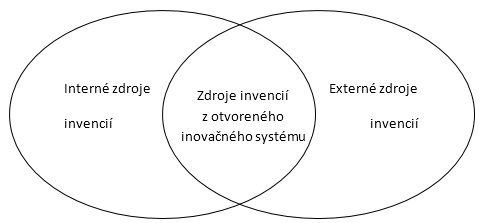 Interné zdroje
invencií
Zdroje invencií
z otvoreného
inovačného systému
Externé zdroje
invencií